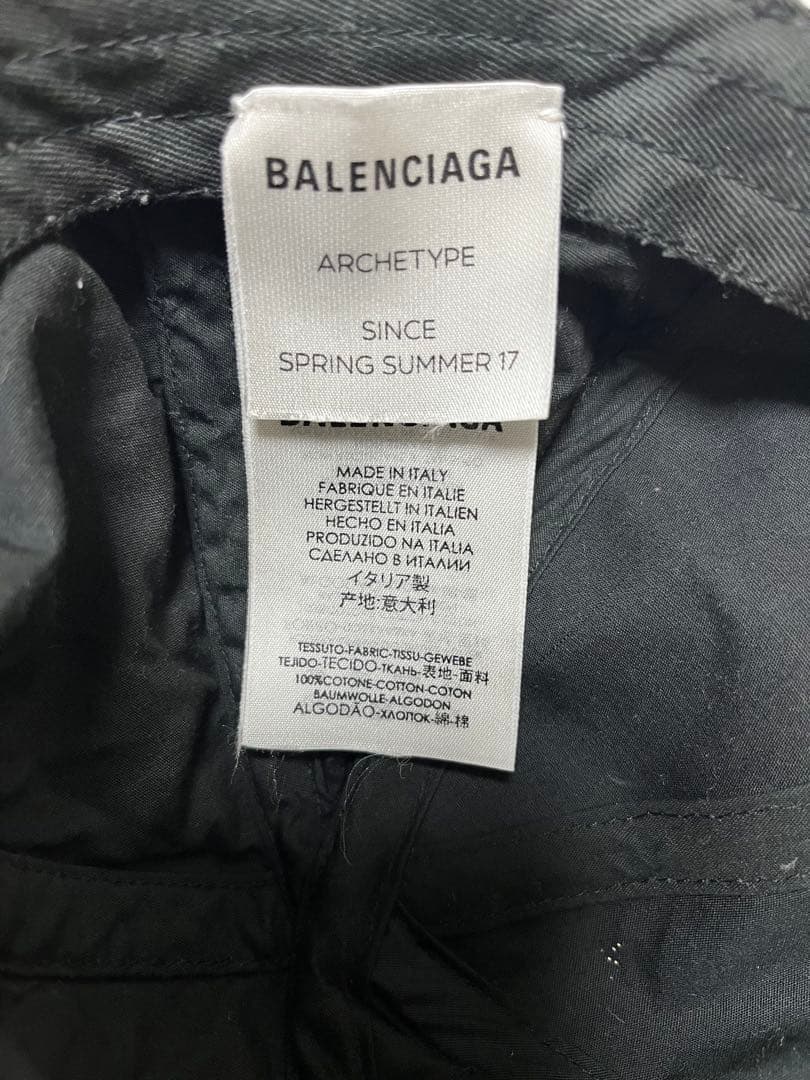 BALENCIAGA
ARCHETYPE
SINCE
SPRING SUMMER 17
BALENCIAGA
MADE IN ITALY
FABRIQUE EN ITALIE
HERGESTELLT IN ITALIEN
HECHO EN ITALIA
PRODUZIDO NA ITALIA
СДЕЛАНО В ИТАЛИИ
イタリア製
产地:意大利
TESSUTO-FABRIC-TISSU-GEWEBE
TEJIDO-TECIDO-ТКАНЬ-表地-面料
100%COTONE-COTTON-COTON
BAUMWOLLE-ALGODON
ALGODÃO-ХЛОПОК-綿-棉